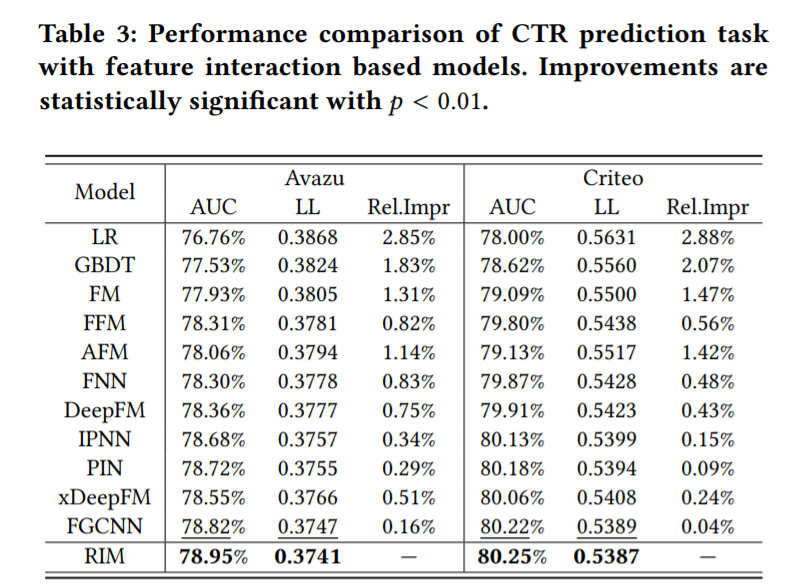 Table 3: Performance comparison of CTR prediction task
with feature interaction based models. Improvements are
statistically significant with p < 0.01.
Model Avazu Criteo
AUC LL Rel.Impr AUC LL Rel.Impr
LR 76.76% 0.3868 2.85% 78.00% 0.5631 2.88%
GBDT 77.53% 0.3824 1.83% 78.62% 0.5560 2.07%
FM 77.93% 0.3805 1.31% 79.09% 0.5500 1.47%
FFM 78.31% 0.3781 0.82% 79.80% 0.5438 0.56%
AFM 78.06% 0.3794 1.14% 79.13% 0.5517 1.42%
FNN 78.30% 0.3778 0.83% 79.87% 0.5428 0.48%
DeepFM 78.36% 0.3777 0.75% 79.91% 0.5423 0.43%
IPNN 78.68% 0.3757 0.34% 80.13% 0.5399 0.15%
PIN 78.72% 0.3755 0.29% 80.18% 0.5394 0.09%
xDeepFM 78.55% 0.3766 0.51% 80.06% 0.5408 0.24%
FGCNN 78.82% 0.3747 0.16% 80.22% 0.5389 0.04%
RIM 78.95% 0.3741 — 80.25% 0.5387 —